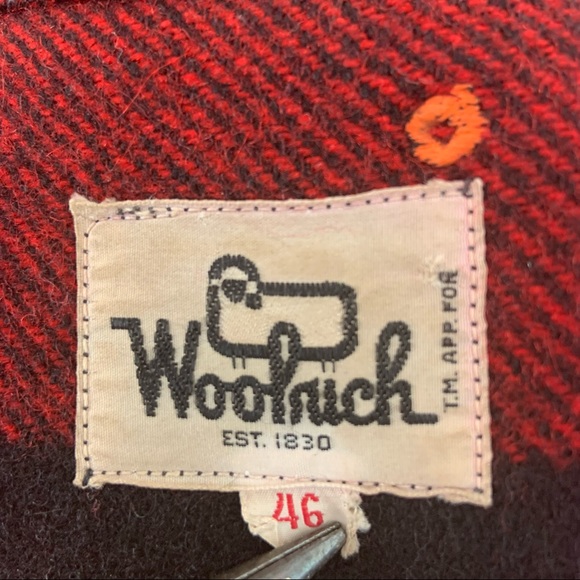 Woolrich
EST. 1830
T.M. APP. FOR
46